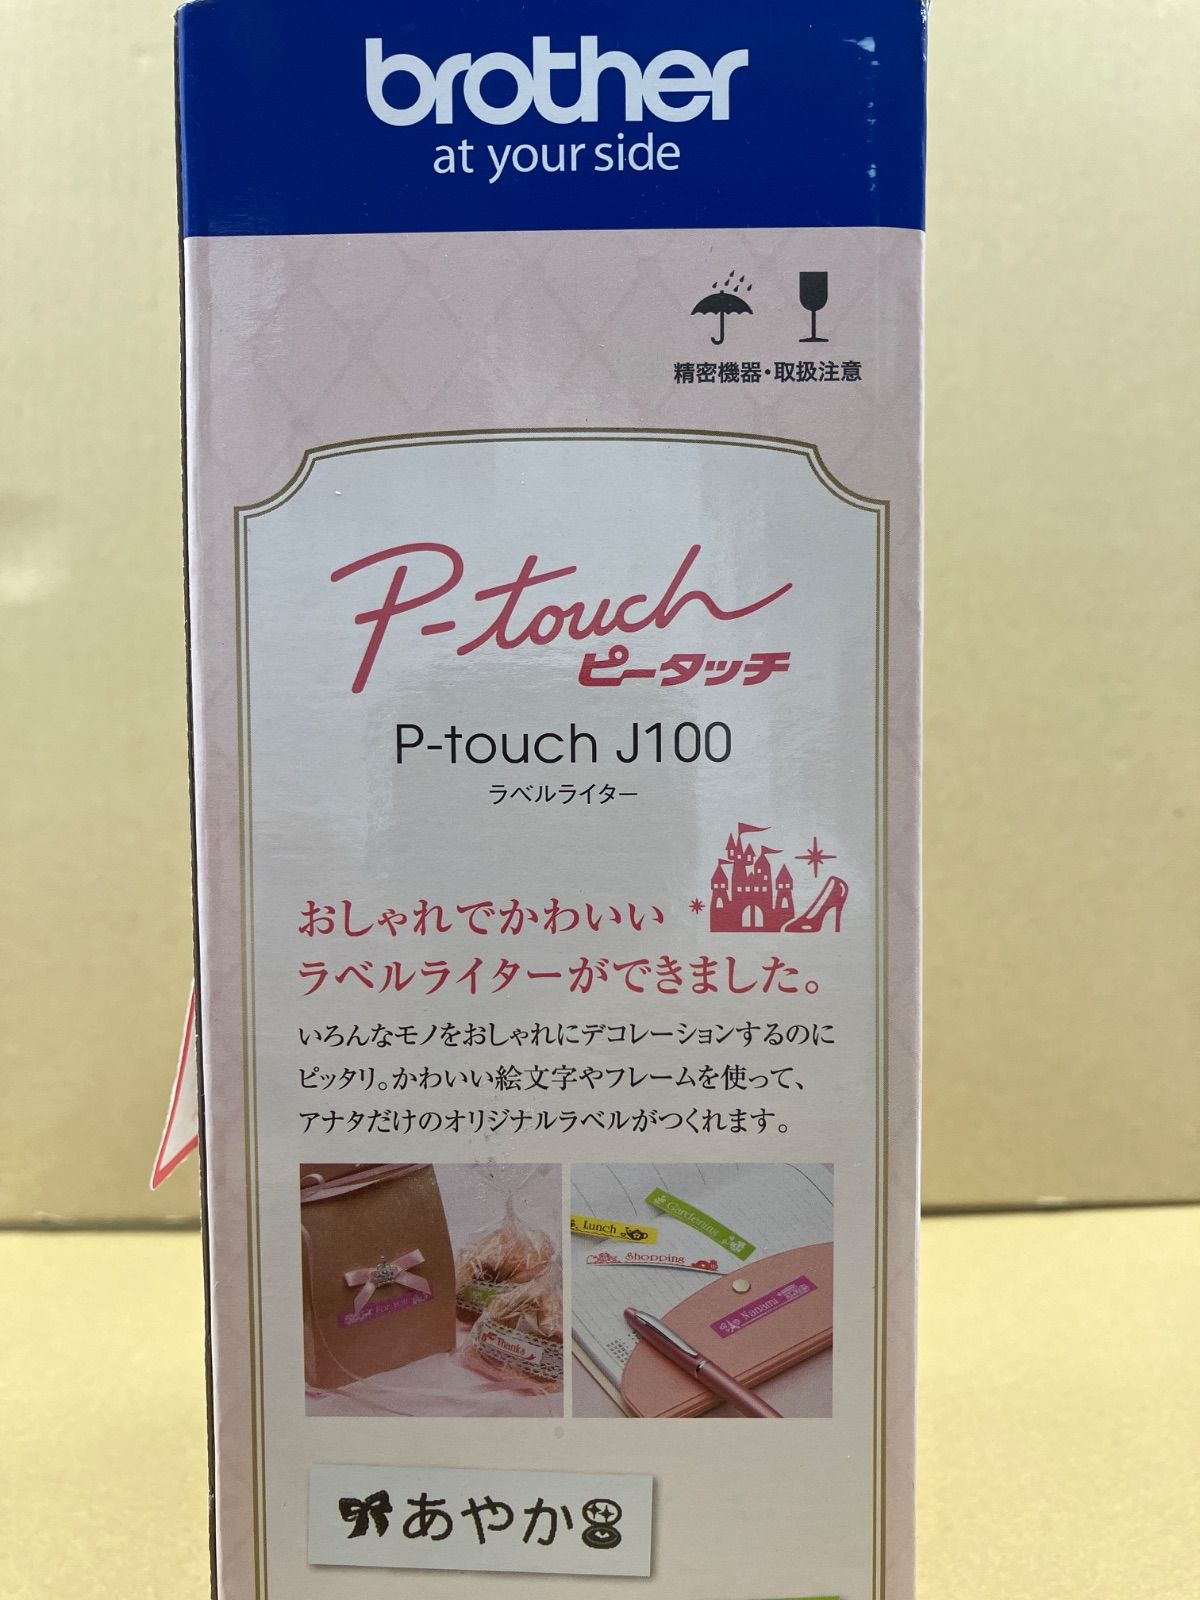 brother
at your side
精密機器・取扱注意
P-touch
ピータッチ
P-touch J100
ラベルライター
おしゃれでかわいい
ラベルライターができました。
いろんなモノをおしゃれにデコレーションするのに
ピッタリ。かわいい絵文字やフレームを使って、
アナタだけのオリジナルラベルがつくれます。
For you
Thanks
Gardening
Lunch
Shopping
Nanami
あやか